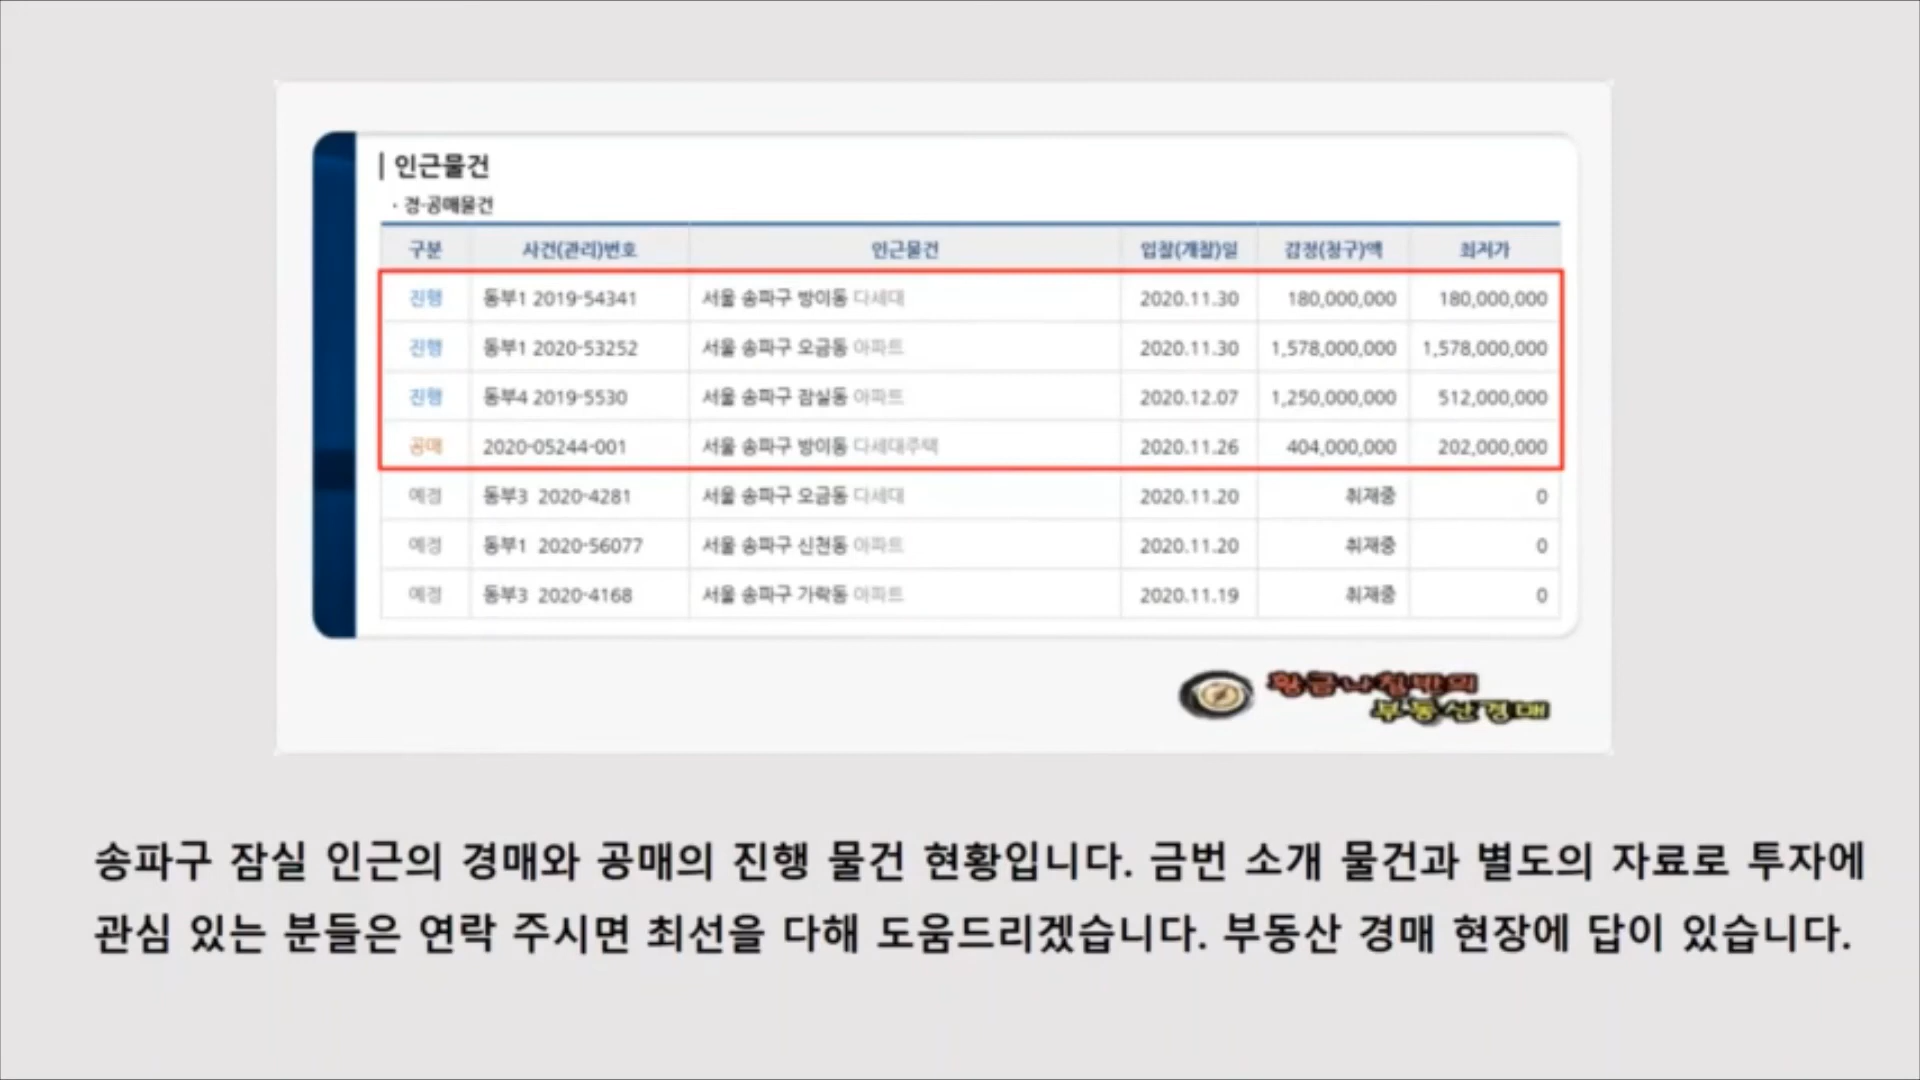 인근물건
· 경·공매물건
구분 사건(관리)번호 인근물건 입찰(개찰)일 감정(청구)액 최저가
진행 동부1 2019-54341 서울 송파구 방이동 다세대 2020.11.30 180,000,000 180,000,000
진행 동부1 2020-53252 서울 송파구 오금동 아파트 2020.11.30 1,578,000,000 1,578,000,000
진행 동부4 2019-5530 서울 송파구 잠실동 아파트 2020.12.07 1,250,000,000 512,000,000
공매 2020-05244-001 서울 송파구 방이동 다세대주택 2020.11.26 404,000,000 202,000,000
예정 동부3 2020-4281 서울 송파구 오금동 다세대 2020.11.20 취재중 0
예정 동부1 2020-56077 서울 송파구 신천동 아파트 2020.11.20 취재중 0
예정 동부3 2020-4168 서울 송파구 가락동 아파트 2020.11.19 취재중 0
황금나침반의
부동산경매
송파구 잠실 인근의 경매와 공매의 진행 물건 현황입니다. 금번 소개 물건과 별도의 자료로 투자에
관심 있는 분들은 연락 주시면 최선을 다해 도움드리겠습니다. 부동산 경매 현장에 답이 있습니다.